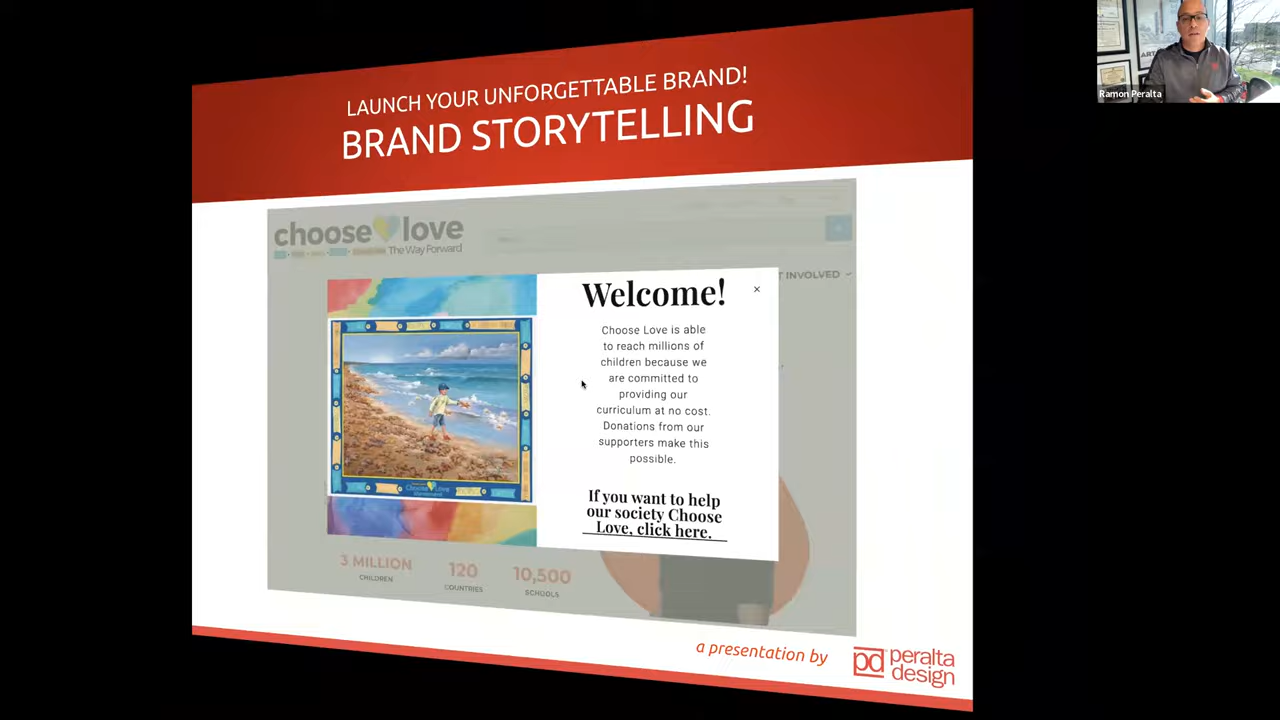 LAUNCH YOUR UNFORGETTABLE BRAND!
BRAND STORYTELLING
Ramon Peralta
choose love
The Way Forward
T INVOLVED
Welcome!
×
Choose Love is able
to reach millions of
children because we
are committed to
providing our
curriculum at no cost.
Donations from our
supporters make this
possible.
If you want to help
our society Choose
Love, click here.
Choose Love
3 MILLION
CHILDREN
120
COUNTRIES
10,500
SCHOOLS
a presentation by
pd peralta
design